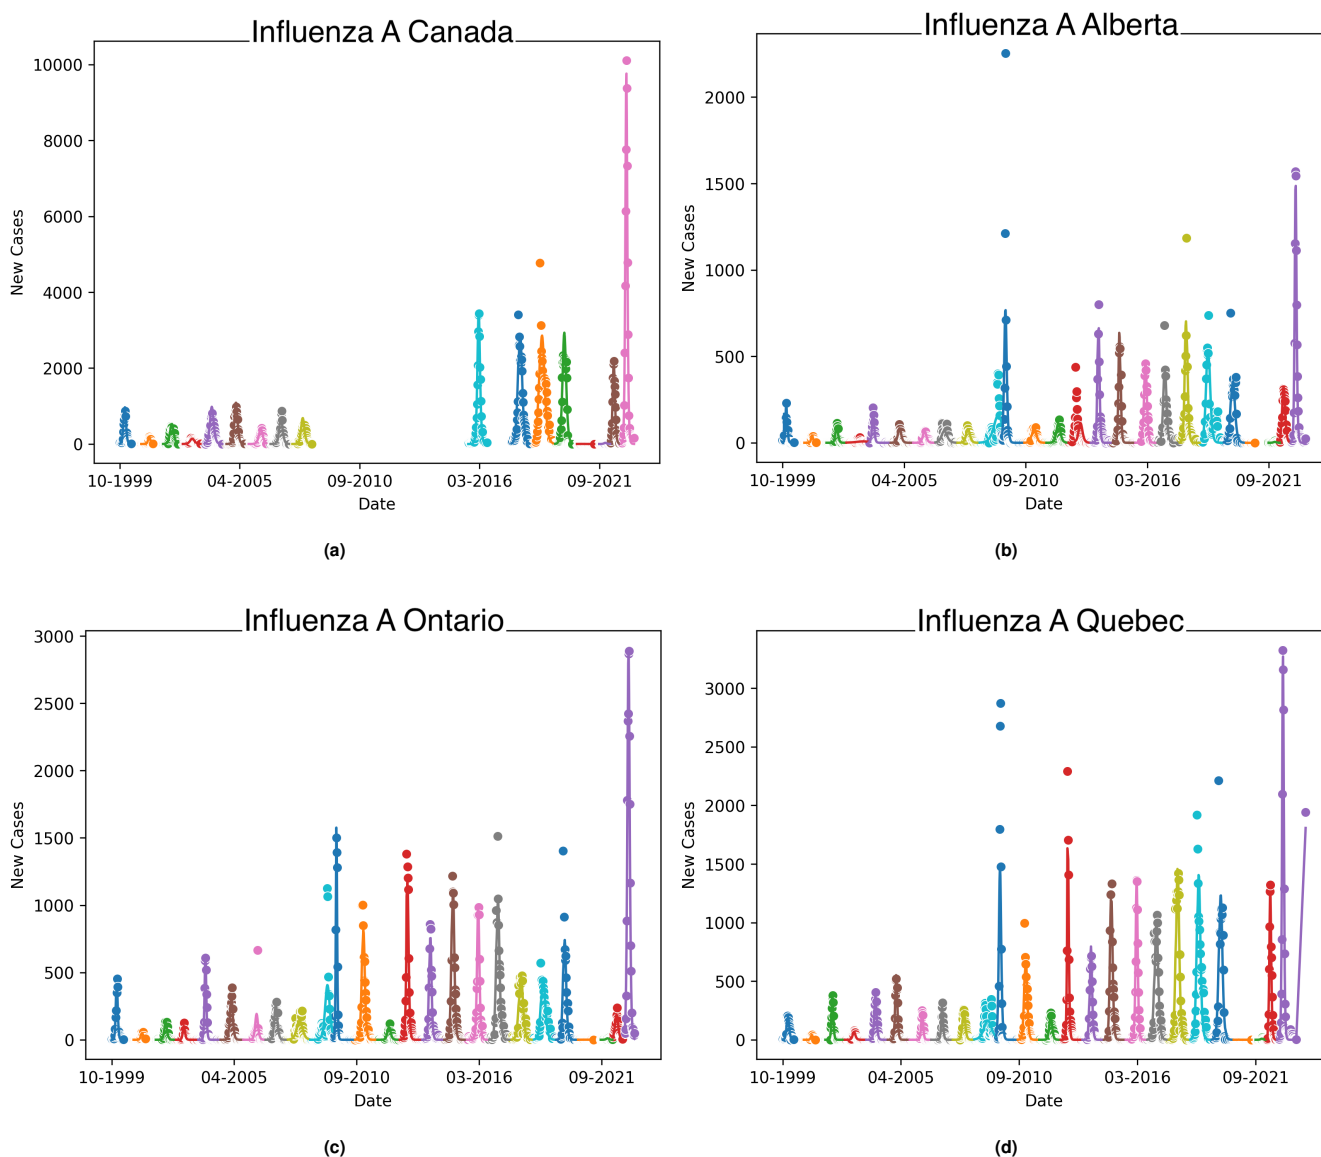 Influenza A Canada
10000
8000
6000
4000
2000
0
New Cases
10-1999 04-2005 09-2010 03-2016 09-2021
Date
(a)
Influenza A Alberta
2000
1500
1000
500
0
New Cases
10-1999 04-2005 09-2010 03-2016 09-2021
Date
(b)
Influenza A Ontario
3000
2500
2000
1500
1000
500
0
New Cases
10-1999 04-2005 09-2010 03-2016 09-2021
Date
(c)
Influenza A Quebec
3000
2500
2000
1500
1000
500
0
New Cases
10-1999 04-2005 09-2010 03-2016 09-2021
Date
(d)